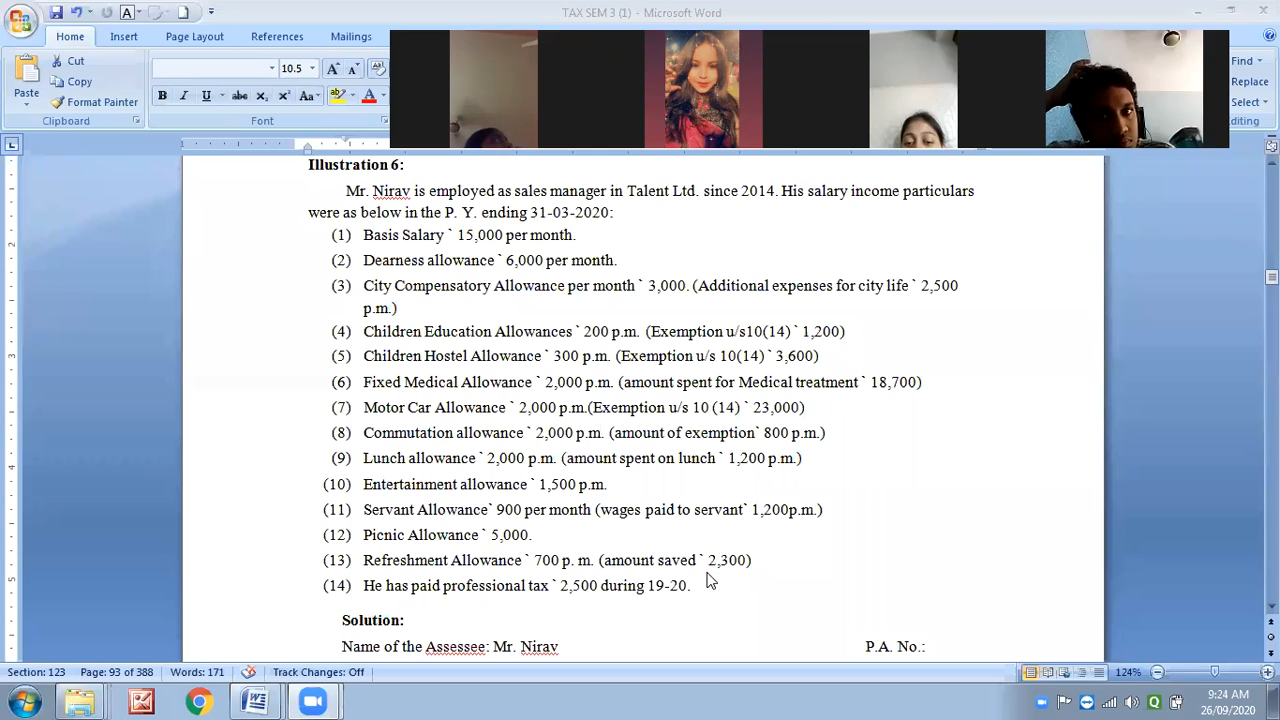 TAX SEM 3 (1) - Microsoft Word
Home Insert Page Layout References Mailings
Cut
Copy
Format Painter
Paste
Clipboard
10.5
Font
Find
Replace
Select
Editing
Illustration 6:
Mr. Nirav is employed as sales manager in Talent Ltd. since 2014. His salary income particulars
were as below in the P. Y. ending 31-03-2020:
(1) Basis Salary ` 15,000 per month.
(2) Dearness allowance ` 6,000 per month.
(3) City Compensatory Allowance per month ` 3,000. (Additional expenses for city life ` 2,500
p.m.)
(4) Children Education Allowances ` 200 p.m. (Exemption u/s10(14) ` 1,200)
(5) Children Hostel Allowance ` 300 p.m. (Exemption u/s 10(14) ` 3,600)
(6) Fixed Medical Allowance ` 2,000 p.m. (amount spent for Medical treatment ` 18,700)
(7) Motor Car Allowance ` 2,000 p.m.(Exemption u/s 10 (14) ` 23,000)
(8) Commutation allowance ` 2,000 p.m. (amount of exemption` 800 p.m.)
(9) Lunch allowance ` 2,000 p.m. (amount spent on lunch ` 1,200 p.m.)
(10) Entertainment allowance ` 1,500 p.m.
(11) Servant Allowance` 900 per month (wages paid to servant` 1,200p.m.)
(12) Picnic Allowance ` 5,000.
(13) Refreshment Allowance ` 700 p. m. (amount saved ` 2,300)
(14) He has paid professional tax ` 2,500 during 19-20.
Solution:
Name of the Assessee: Mr. Nirav P.A. No.:
Section: 123 Page: 93 of 388 Words: 171 Track Changes: Off 124%
9:24 AM
26/09/2020